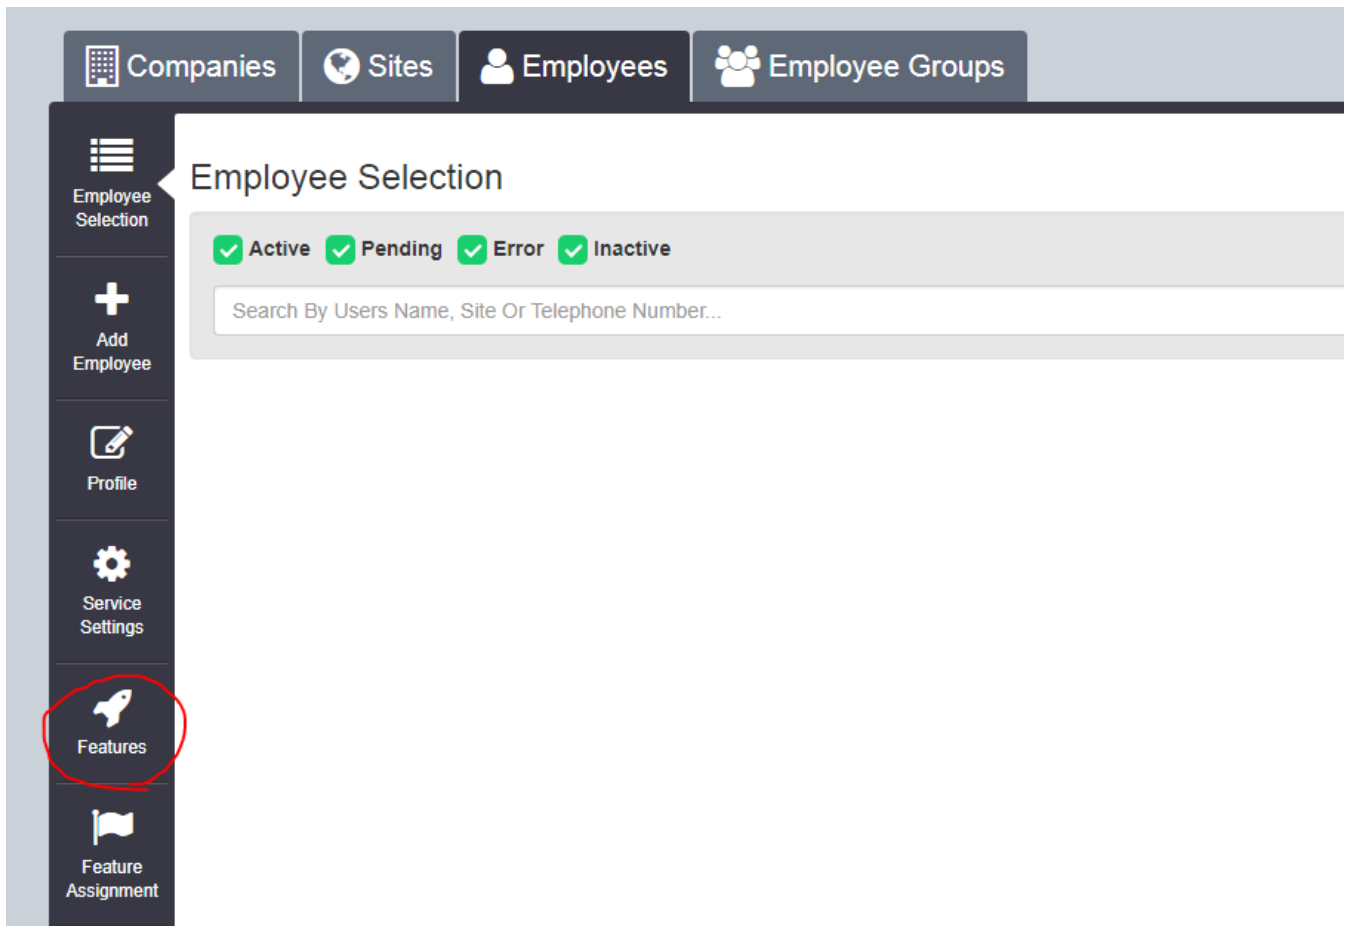 Companies
Sites
Employees
Employee Groups
Employee
Selection
Add
Employee
Profile
Service
Settings
Features
Feature
Assignment
Employee Selection
Active
Pending
Error
Inactive
Search By Users Name, Site Or Telephone Number...